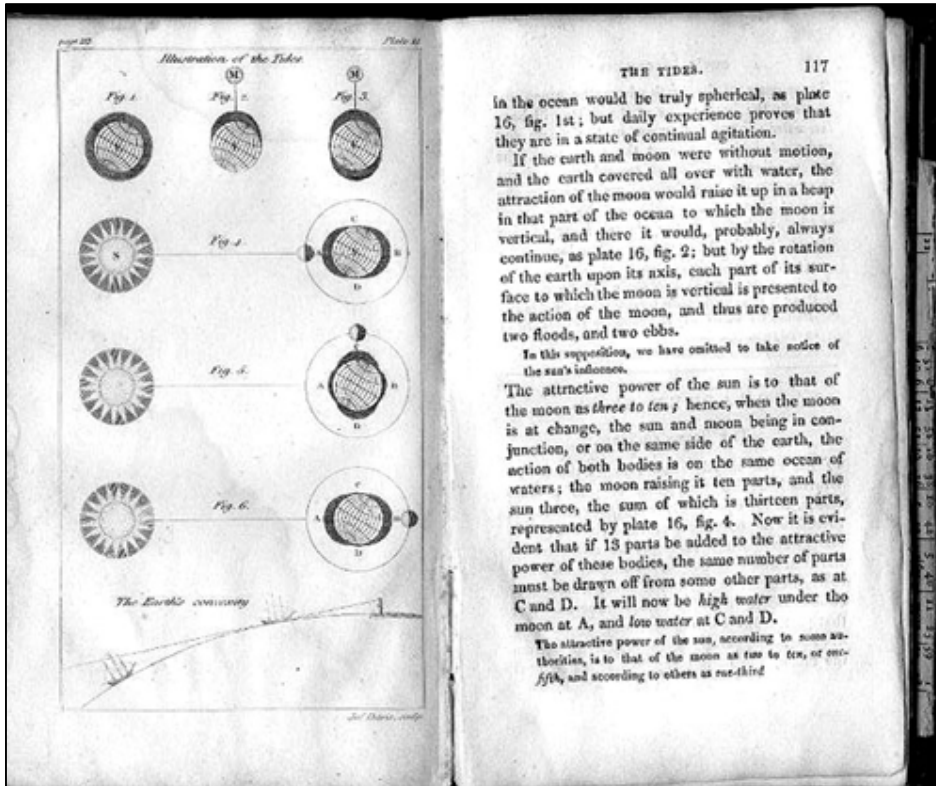 Plate 16
Illustration of the Tides.
M
M
Fig. 1.
Fig. 2.
Fig. 3.
C
S
Fig. 4.
A
B
D
Fig. 5.
A
B
Fig. 6.
C
A
D
The Earth's convexity
sculp.
THE TIDES.
117
in the ocean would be truly spherical, as plate
16, fig. 1st; but daily experience proves that
they are in a state of continual agitation.
If the earth and moon were without motion,
and the earth covered all over with water, the
attraction of the moon would raise it up in a heap
in that part of the ocean to which the moon is
vertical, and there it would, probably, always
continue, as plate 16, fig. 2; but by the rotation
of the earth upon its axis, each part of its sur-
face to which the moon is vertical is presented to
the action of the moon, and thus are produced
two floods, and two ebbs.
In this supposition, we have omitted to take notice of
the sun's influence.
The attractive power of the sun is to that of
the moon as three to ten; hence, when the moon
is at change, the sun and moon being in con-
junction, or on the same side of the earth, the
action of both bodies is on the same ocean of
waters; the moon raising it ten parts, and the
sun three, the sum of which is thirteen parts,
represented by plate 16, fig. 4. Now it is evi-
dent that if 13 parts be added to the attractive
power of these bodies, the same number of parts
must be drawn off from some other parts, as at
C and D. It will now be high water under the
moon at A, and low water at C and D.
The attractive power of the sun, according to some au-
thorities, is to that of the moon as two to ten, or one-
fifth, and according to others as one-third